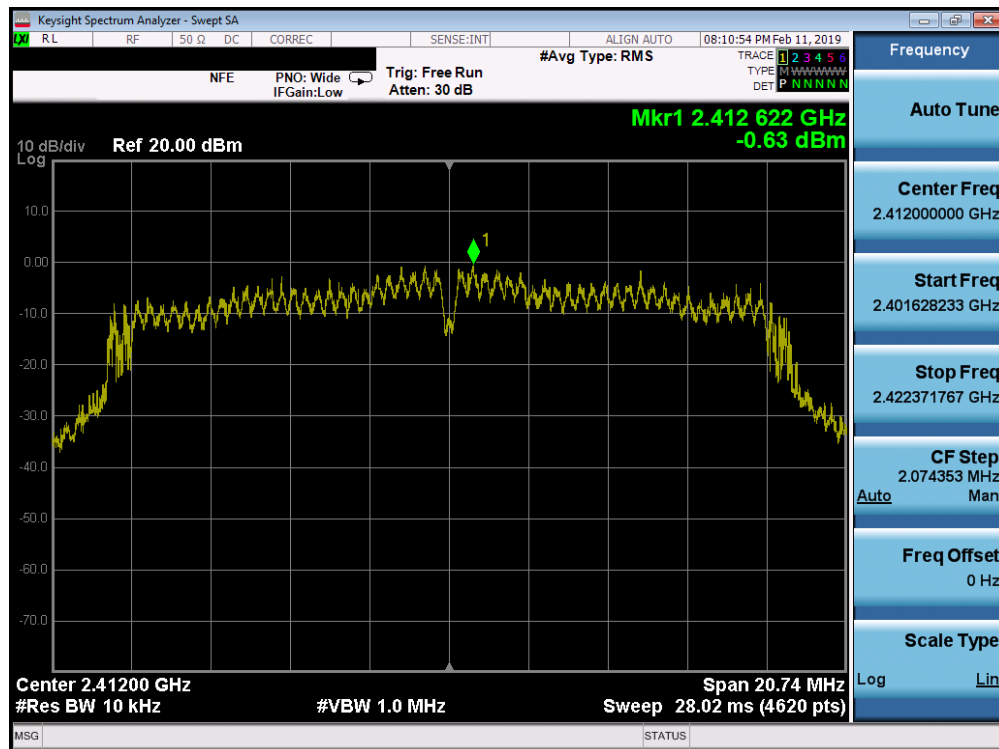 Keysight Spectrum Analyzer - Swept SA
LXI RL RF 50 Ω DC CORREC SENSE:INT ALIGN AUTO 08:10:54 PM Feb 11, 2019
NFE PNO: Wide IFGain:Low Trig: Free Run Atten: 30 dB #Avg Type: RMS
TRACE 1 2 3 4 5 6
TYPE M WWWWW
DET P N N N N N
Frequency
Mkr1 2.412 622 GHz
-0.63 dBm
10 dB/div Ref 20.00 dBm
Log
10.0
0.00
-10.0
-20.0
-30.0
-40.0
-50.0
-60.0
-70.0
1
Center 2.41200 GHz Span 20.74 MHz
#Res BW 10 kHz #VBW 1.0 MHz Sweep 28.02 ms (4620 pts)
Auto Tune
Center Freq
2.412000000 GHz
Start Freq
2.401628233 GHz
Stop Freq
2.422371767 GHz
CF Step
2.074353 MHz
Auto Man
Freq Offset
0 Hz
Scale Type
Log Lin
MSG STATUS